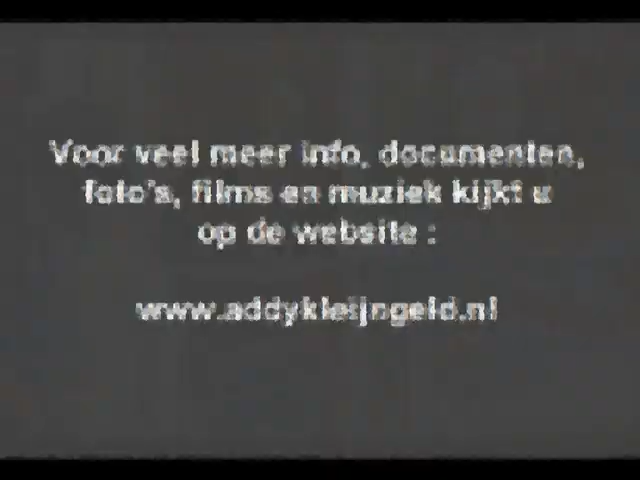 Voor veel meer info, documenten,
foto's, films en muziek kijkt u
op de website :
www.addykleijngeld.nl